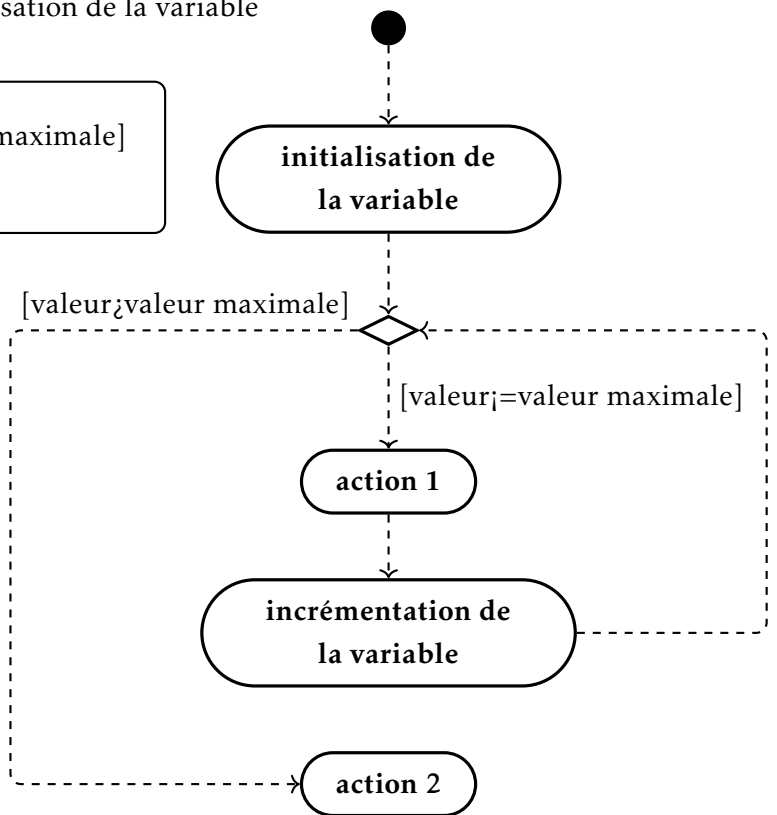 sation de la variable
maximale]
initialisation de
la variable
[valeur¿valeur maximale]
[valeur¡=valeur maximale]
action 1
incrémentation de
la variable
action 2